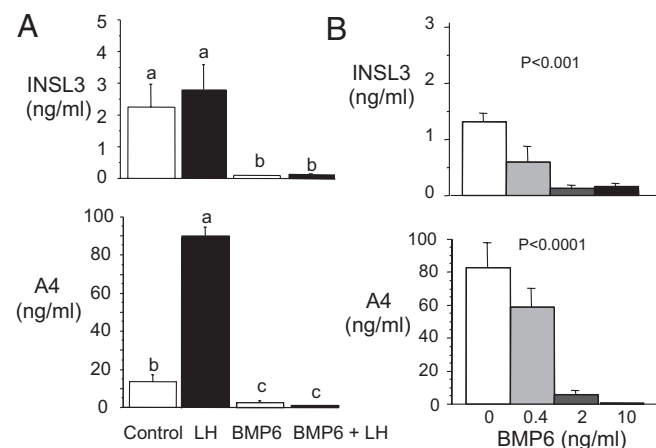 A
INSL3
(ng/ml)
5
4
3
2
1
0
a
a
b
b
A4
(ng/ml)
100
80
60
40
20
0
b
a
c
c
Control LH BMP6 BMP6 + LH
B
INSL3
(ng/ml)
3
2
1
0
P<0.001
A4
(ng/ml)
100
80
60
40
20
0
P<0.0001
0 0.4 2 10
BMP6 (ng/ml)